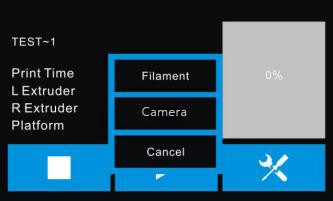 TEST~1
Print Time
L Extruder
R Extruder
Platform
Filament
Camera
Cancel
0%